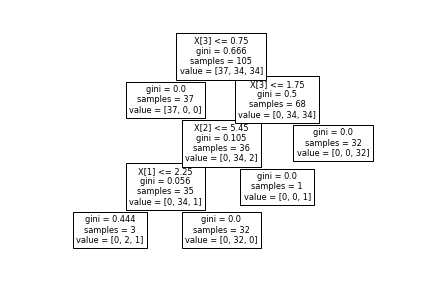 X[3] <= 0.75
gini = 0.666
samples = 105
value = [37, 34, 34]
gini = 0.0
samples = 37
value = [37, 0, 0]
X[3] <= 1.75
gini = 0.5
samples = 68
value = [0, 34, 34]
X[2] <= 5.45
gini = 0.105
samples = 36
value = [0, 34, 2]
gini = 0.0
samples = 32
value = [0, 0, 32]
X[1] <= 2.25
gini = 0.056
samples = 35
value = [0, 34, 1]
gini = 0.0
samples = 1
value = [0, 0, 1]
gini = 0.444
samples = 3
value = [0, 2, 1]
gini = 0.0
samples = 32
value = [0, 32, 0]